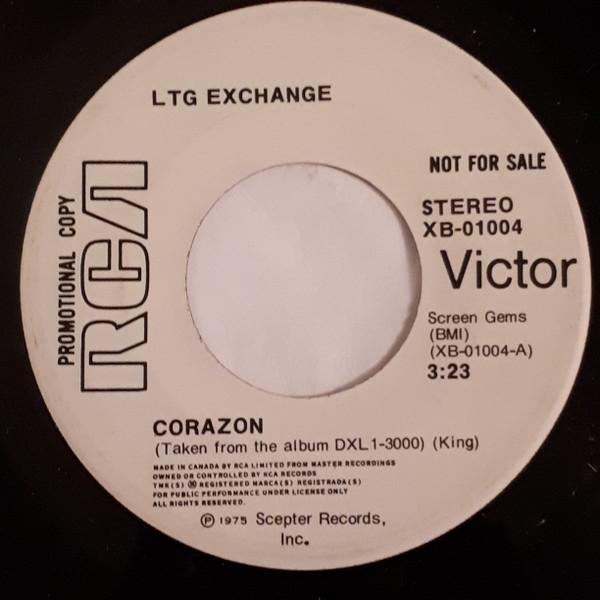 LTG EXCHANGE
NOT FOR SALE
PROMOTIONAL COPY
RCA
STEREO
XB-01004
Victor
Screen Gems
(BMI)
(XB-01004-A)
3:23
CORAZON
(Taken from the album DXL1-3000) (King)
MADE IN CANADA BY RCA LIMITED FROM MASTER RECORDINGS
OWNED OR CONTROLLED BY RCA RECORDS
TMK(S) ® REGISTERED MARCA(S) REGISTRADA(S)
FOR PUBLIC PERFORMANCE UNDER LICENSE ONLY
ALL RIGHTS RESERVED.
℗ 1975 Scepter Records,
Inc.